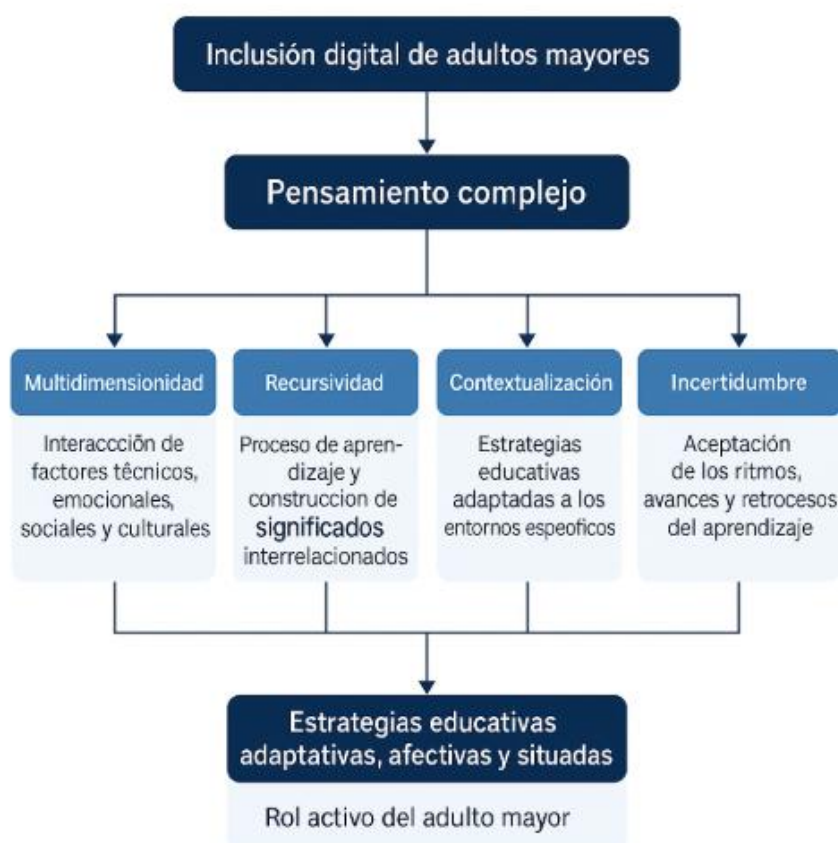 Inclusión digital de adultos mayores
Pensamiento complejo
Multidimensionidad
Interaccción de
factores têcnicos,
emocionales,
sociales y culturales
Recursividad
Proceso de apren-
dizaje y
construccion de
significados
interrelacionados
Contextualización
Estrategias
educativas
adaptadas a los
entornos espeoficos
Incertidumbre
Aceptación
de los ritmos,
avances y retrocesos
del aprendizaje
Estrategias educativas
adaptativas, afectivas y situadas
Rol activo del adulto mayor